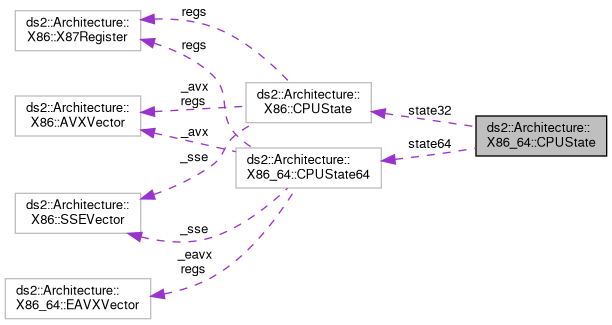 ds2::Architecture::
X86::X87Register
regs
regs
_avx
regs
ds2::Architecture::
X86::AVXVector
_avx
ds2::Architecture::
X86::CPUState
state32
ds2::Architecture::
X86_64::CPUState
state64
_sse
ds2::Architecture::
X86_64::CPUState64
ds2::Architecture::
X86::SSEVector
_sse
_eavx
regs
ds2::Architecture::
X86_64::EAVXVector